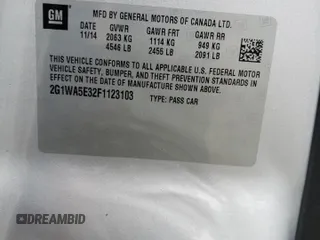 GM
MFD BY GENERAL MOTORS OF CANADA LTD.
DATE GVWR GAWR FRT GAWR RR
11/14 2063 KG 1114 KG 949 KG
4546 LB 2456 LB 2091 LB
THIS VEHICLE CONFORMS TO ALL APPLICABLE U.S. FEDERAL MOTOR
VEHICLE SAFETY, BUMPER, AND THEFT PREVENTION STANDARDS
IN EFFECT ON THE DATE OF MANUFACTURE SHOWN ABOVE.
2G1WA5E32F1123103 TYPE: PASS CAR
DREAMBID